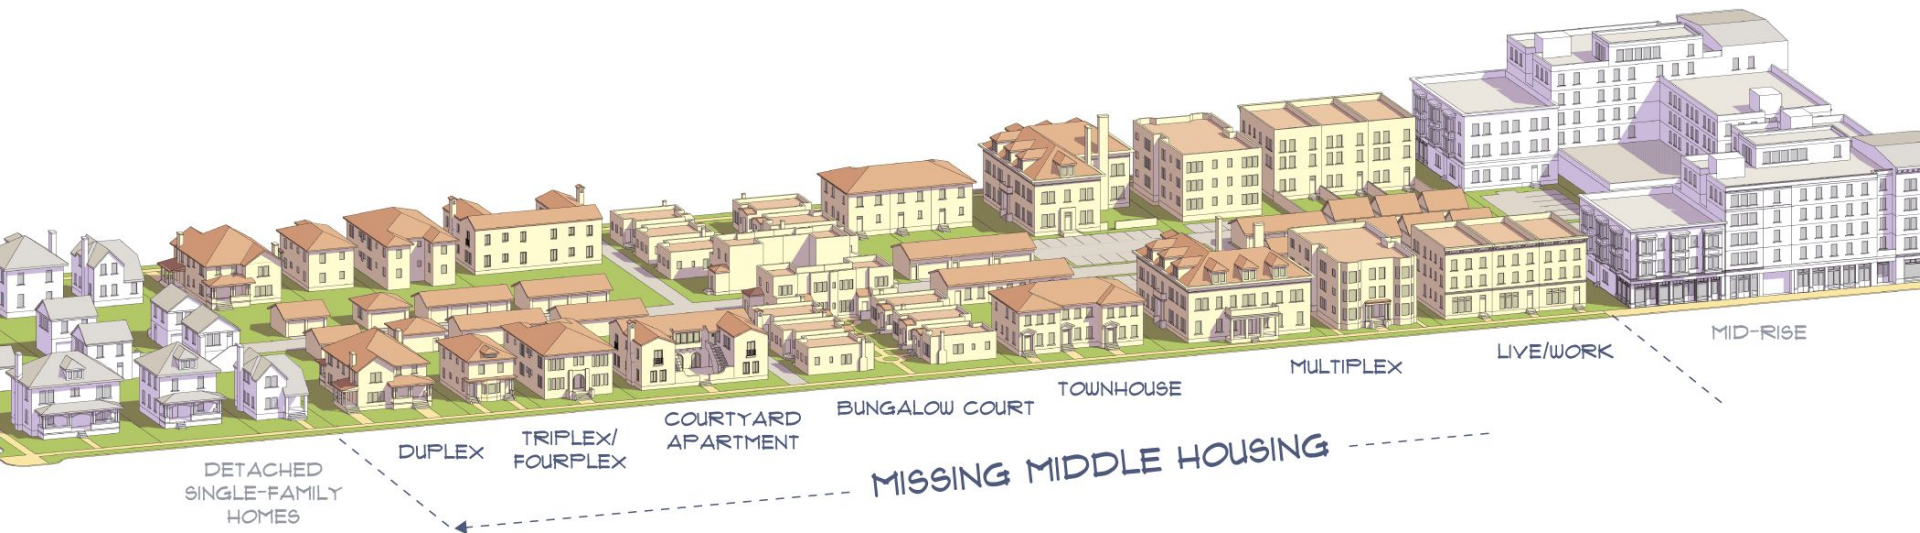 DETACHED
SINGLE-FAMILY
HOMES
DUPLEX
TRIPLEX/
FOURPLEX
COURTYARD
APARTMENT
BUNGALOW COURT
TOWNHOUSE
MULTIPLEX
LIVE/WORK
MID-RISE
MISSING MIDDLE HOUSING